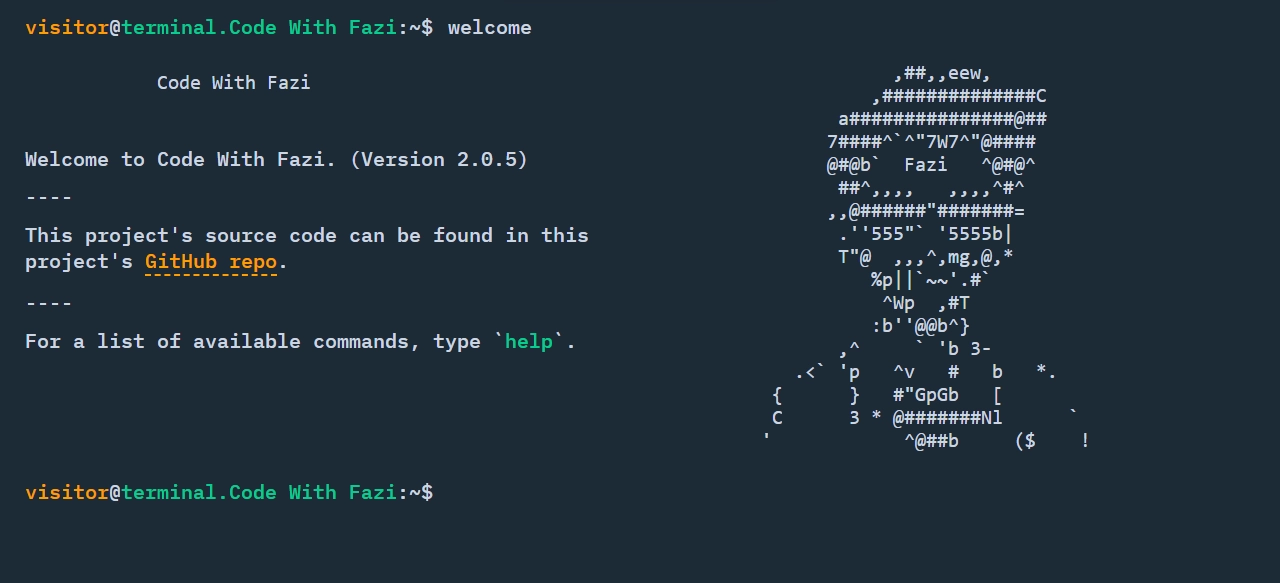 visitor@terminal.Code With Fazi:~$ welcome
Code With Fazi
Welcome to Code With Fazi. (Version 2.0.5)
----
This project's source code can be found in this
project's GitHub repo.
----
For a list of available commands, type `help`.
          ,##,,eew,
        ,##############C
     a###############@##
    7####^`^"7W7^"@####
    @#@b`  Fazi   ^@#@^
     ##^,,,,   ,,,,^#^
    ,,@######"#######=
     .''555"` '5555b|
     T"@  ,,,^,mg,@,*
        %p||`~~'.#`
         ^Wp  ,#T
        :b''@@b^}
     ,^     ` 'b 3-
 .<` 'p   ^v   #   b   *.
{      }   #"GpGb   [
C      3 * @#######Nl      `
'            ^@##b     ($    !
visitor@terminal.Code With Fazi:~$